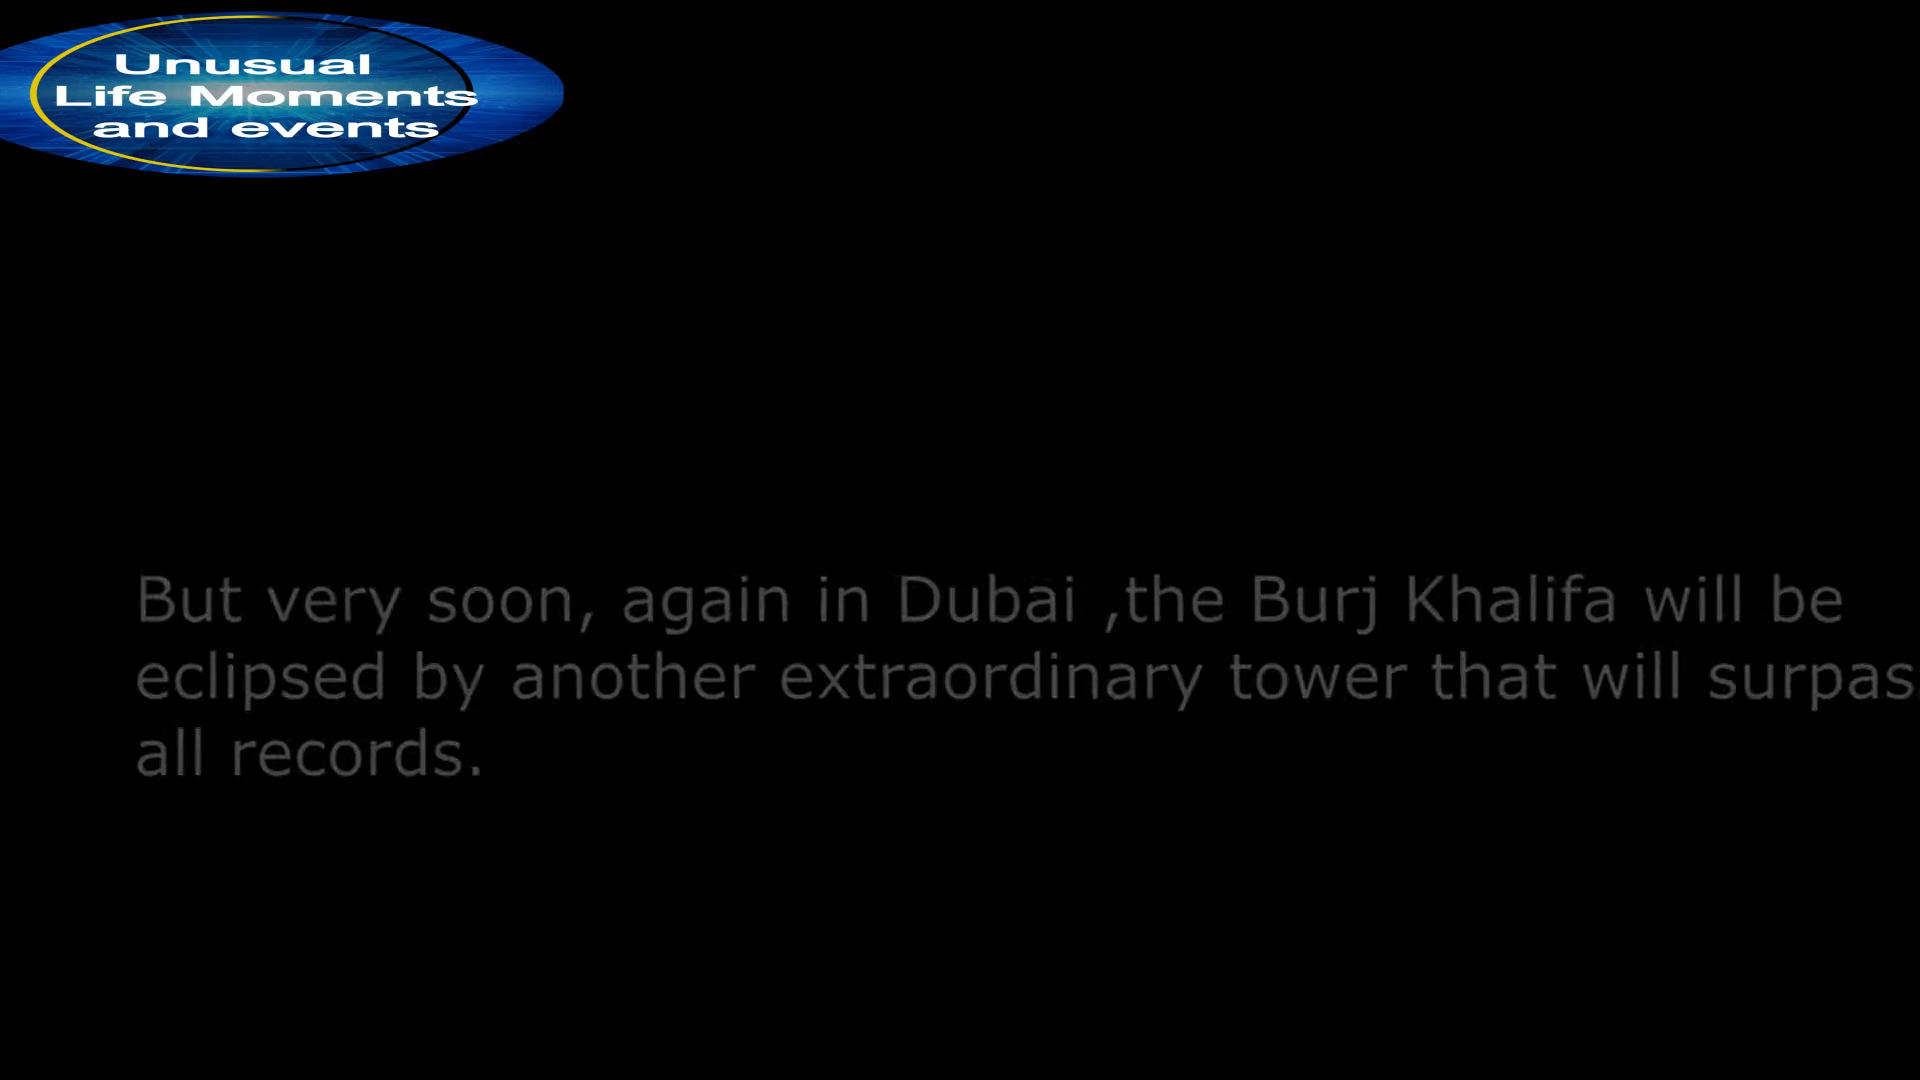 Unusual
Life Moments
and events
But very soon, again in Dubai ,the Burj Khalifa will be
eclipsed by another extraordinary tower that will surpas
all records.